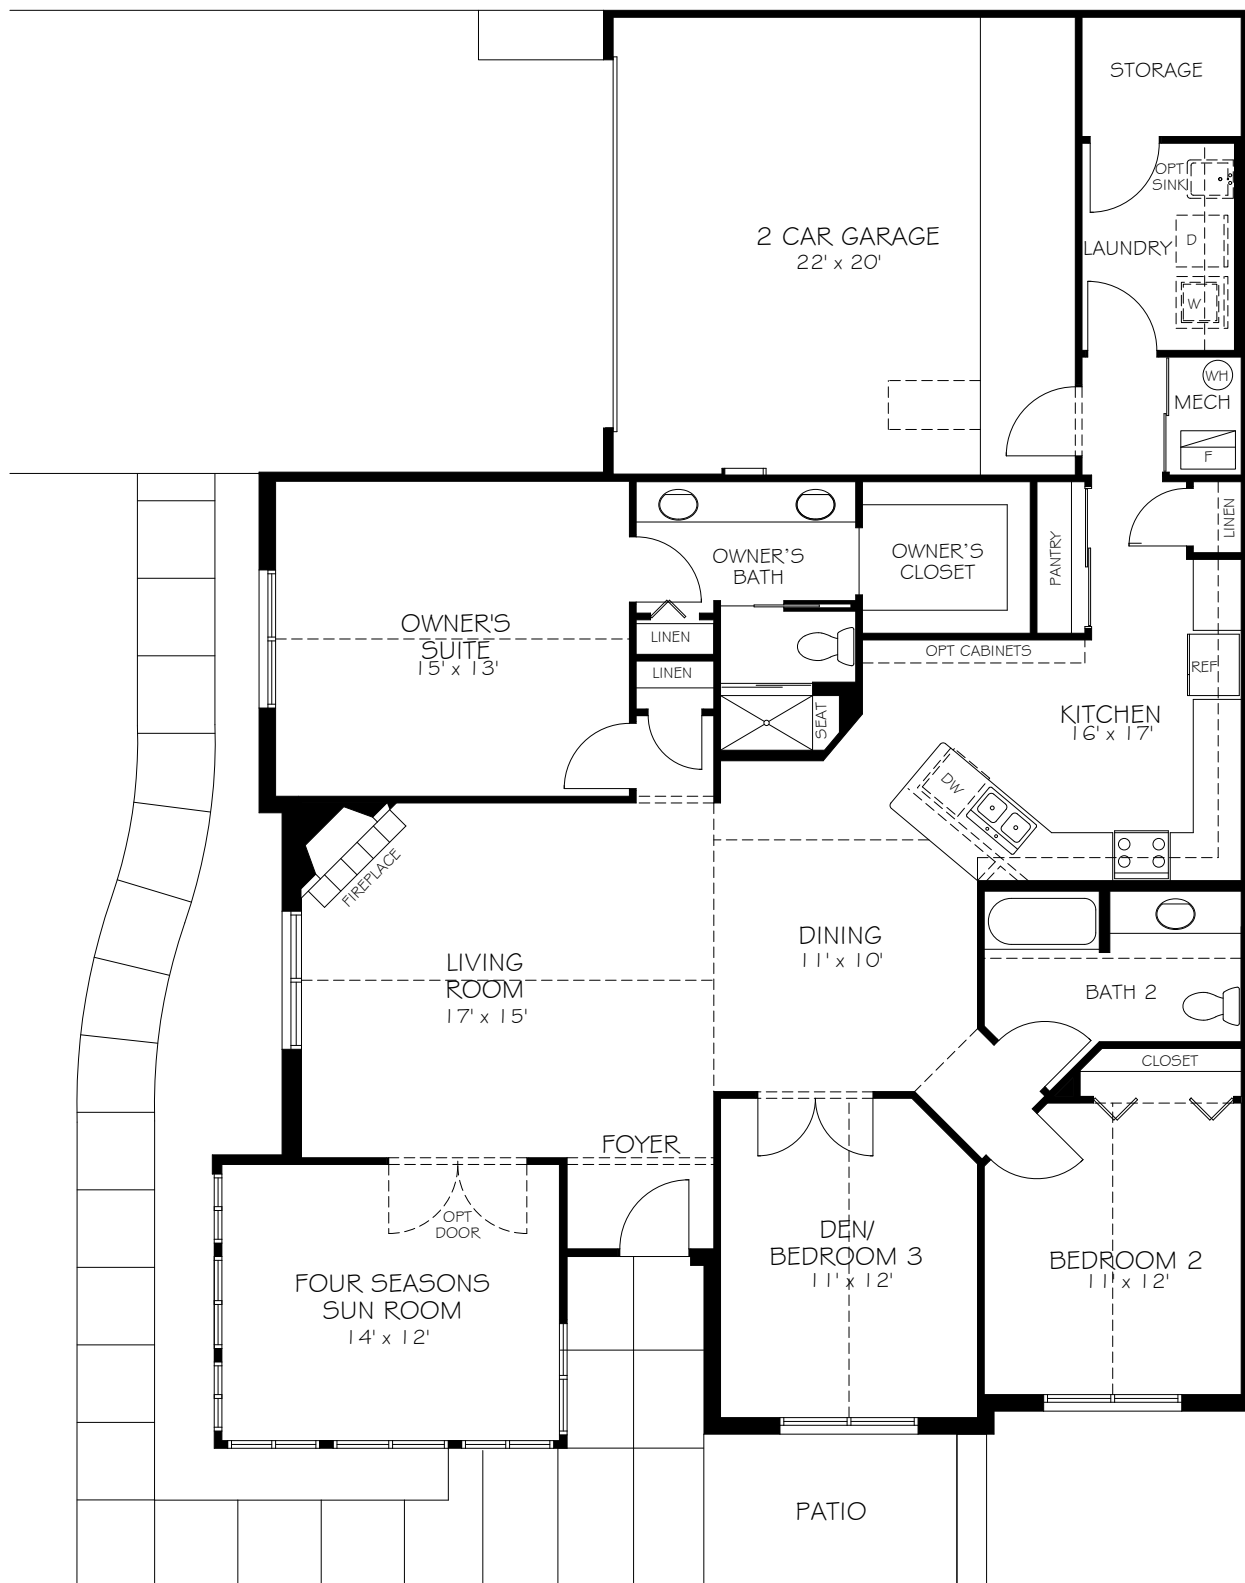 STORAGE
OPT
SINK
2 CAR GARAGE
22' x 20'
LAUNDRY
D
W
WH
MECH
F
LINEN
PANTRY
OWNER'S
BATH
OWNER'S
CLOSET
OWNER'S
SUITE
15' x 13'
LINEN
LINEN
OPT CABINETS
REF
SEAT
KITCHEN
16' x 17'
DW
FIREPLACE
DINING
11' x 10'
LIVING
ROOM
17' x 15'
BATH 2
CLOSET
FOYER
OPT
DOOR
DEN/
BEDROOM 3
11' x 12'
BEDROOM 2
11' x 12'
FOUR SEASONS
SUN ROOM
14' x 12'
PATIO